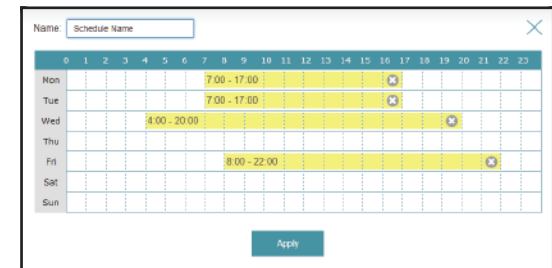 Name: Schedule Name
0 1 2 3 4 5 6 7 8 9 10 11 12 13 14 15 16 17 18 19 20 21 22 23
Mon 7:00 - 17:00
Tue 7:00 - 17:00
Wed 4:00 - 20:00
Thu
Fri 8:00 - 22:00
Sat
Sun
Apply